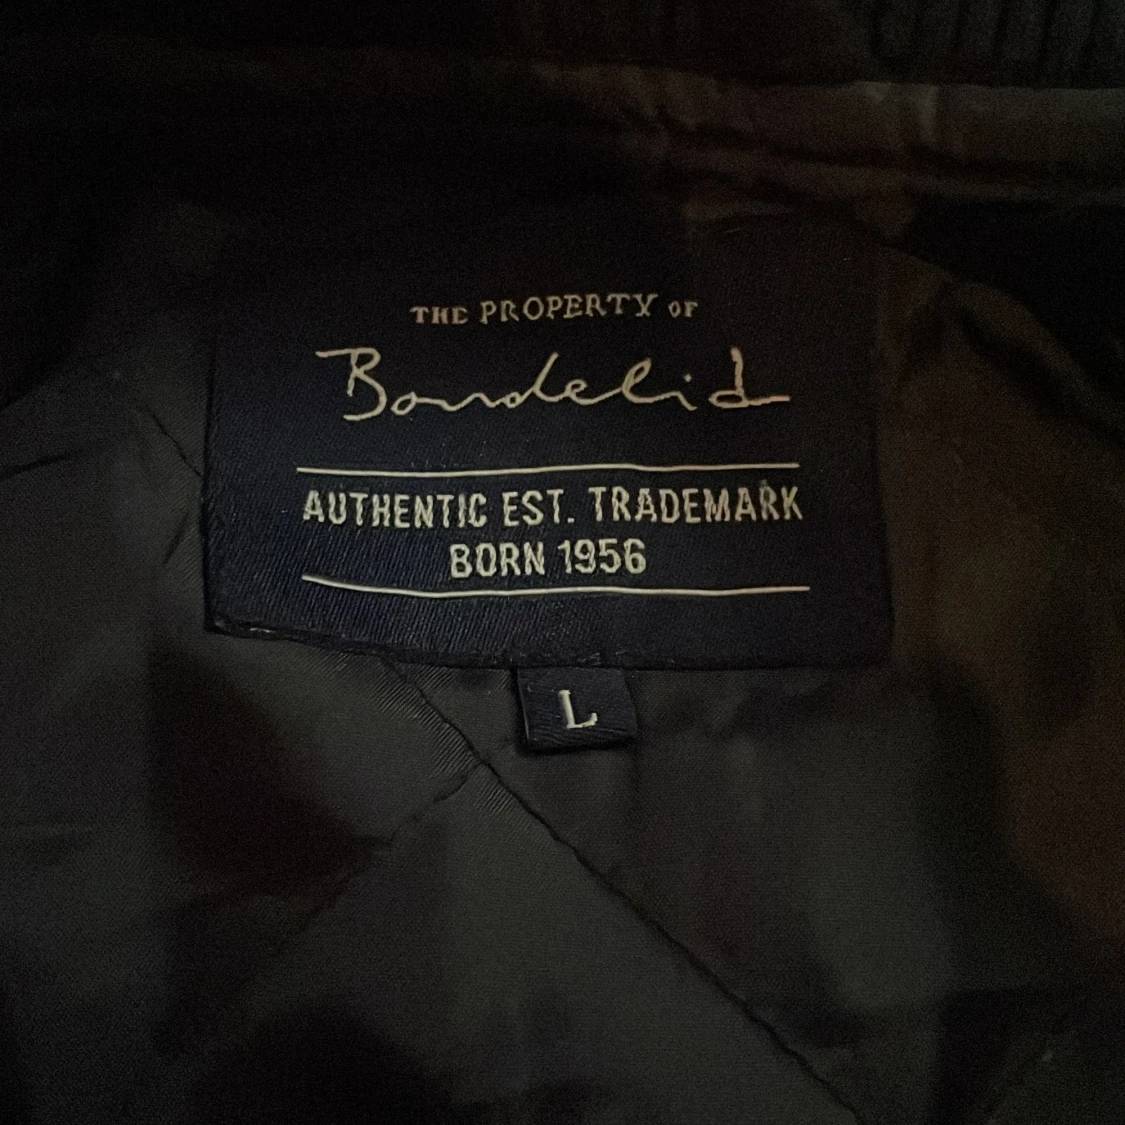 THE PROPERTY OF
Bondelid
AUTHENTIC EST. TRADEMARK
BORN 1956
L